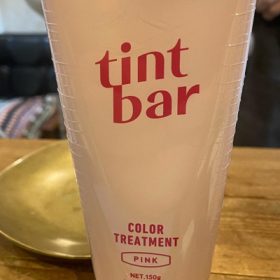 tint
bar
COLOR
TREATMENT
PINK
NET.150g